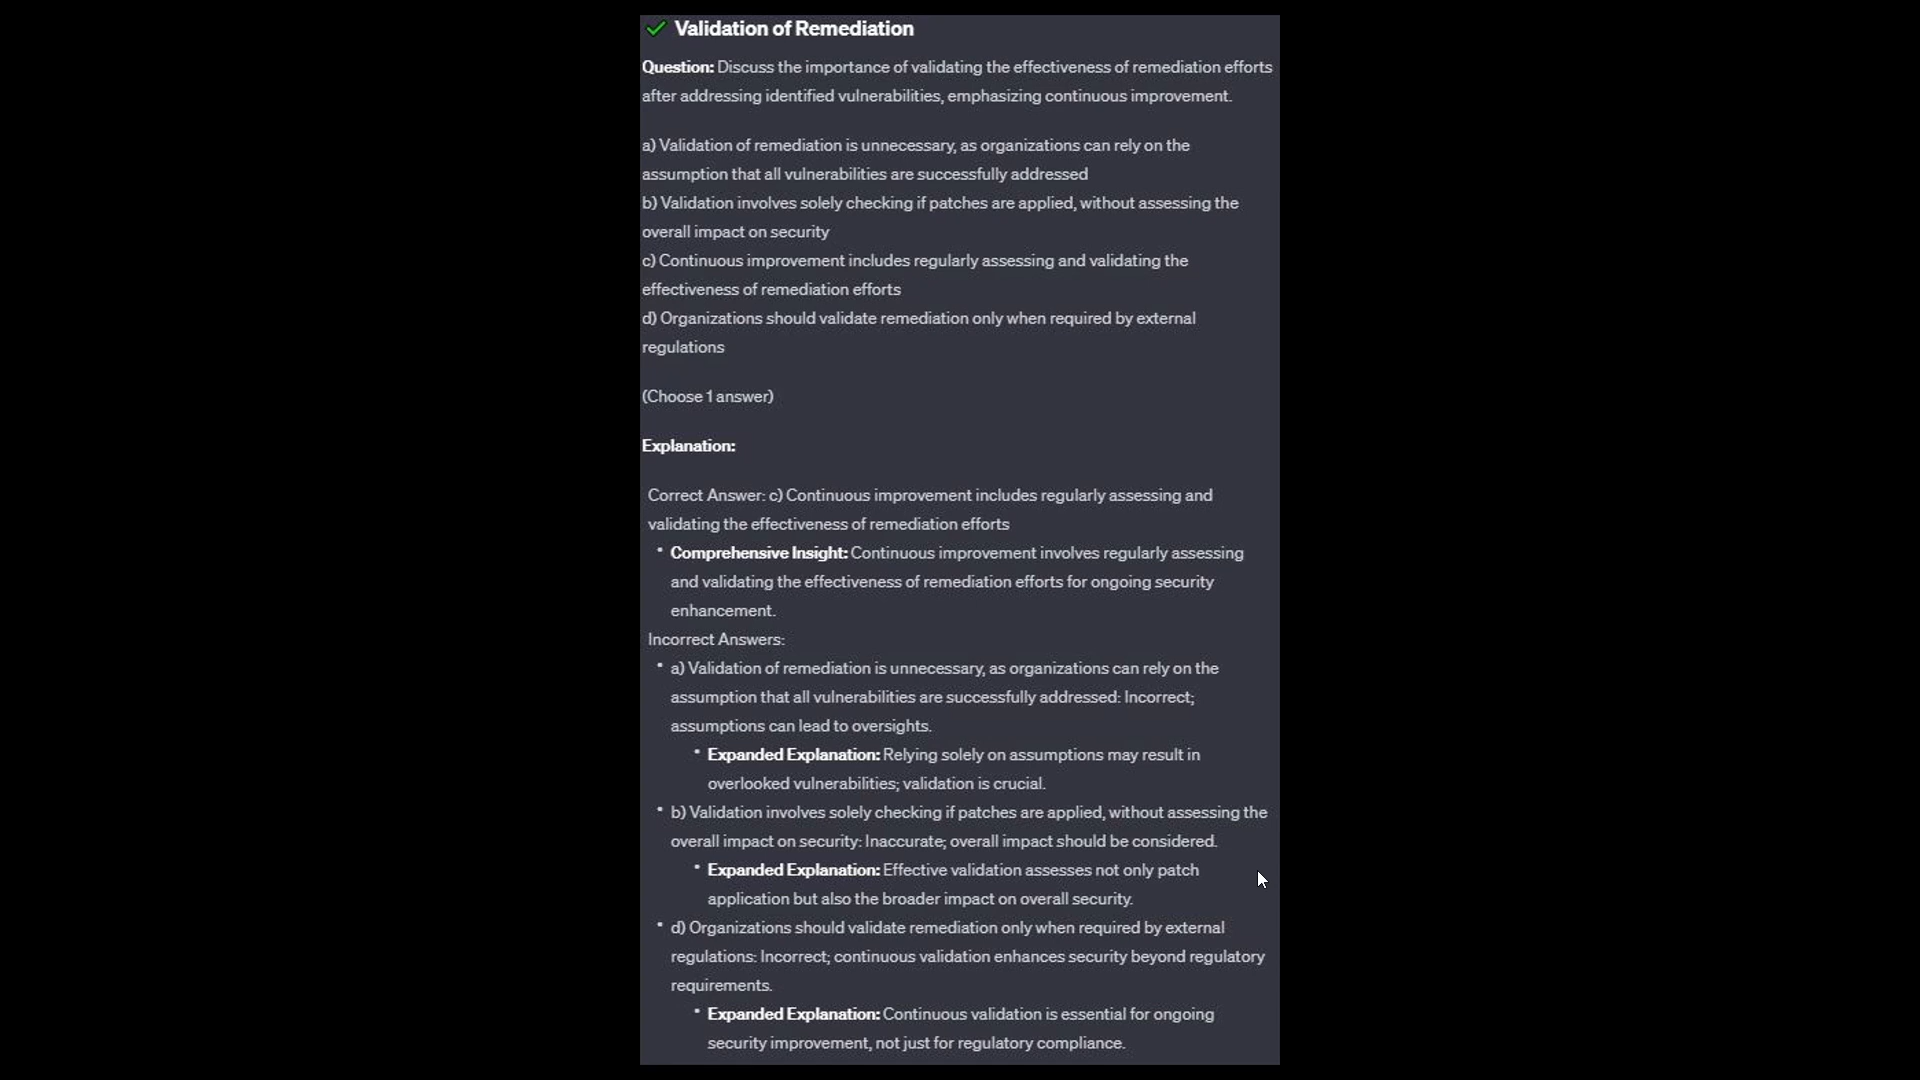 Validation of Remediation
Question: Discuss the importance of validating the effectiveness of remediation efforts
after addressing identified vulnerabilities, emphasizing continuous improvement.
a) Validation of remediation is unnecessary, as organizations can rely on the
assumption that all vulnerabilities are successfully addressed
b) Validation involves solely checking if patches are applied, without assessing the
overall impact on security
c) Continuous improvement includes regularly assessing and validating the
effectiveness of remediation efforts
d) Organizations should validate remediation only when required by external
regulations
(Choose 1 answer)
Explanation:
Correct Answer: c) Continuous improvement includes regularly assessing and
validating the effectiveness of remediation efforts
• Comprehensive Insight: Continuous improvement involves regularly assessing
and validating the effectiveness of remediation efforts for ongoing security
enhancement.
Incorrect Answers:
• a) Validation of remediation is unnecessary, as organizations can rely on the
assumption that all vulnerabilities are successfully addressed: Incorrect;
assumptions can lead to oversights.
• Expanded Explanation: Relying solely on assumptions may result in
overlooked vulnerabilities; validation is crucial.
• b) Validation involves solely checking if patches are applied, without assessing the
overall impact on security: Inaccurate; overall impact should be considered.
• Expanded Explanation: Effective validation assesses not only patch
application but also the broader impact on overall security.
• d) Organizations should validate remediation only when required by external
regulations: Incorrect; continuous validation enhances security beyond regulatory
requirements.
• Expanded Explanation: Continuous validation is essential for ongoing
security improvement, not just for regulatory compliance.